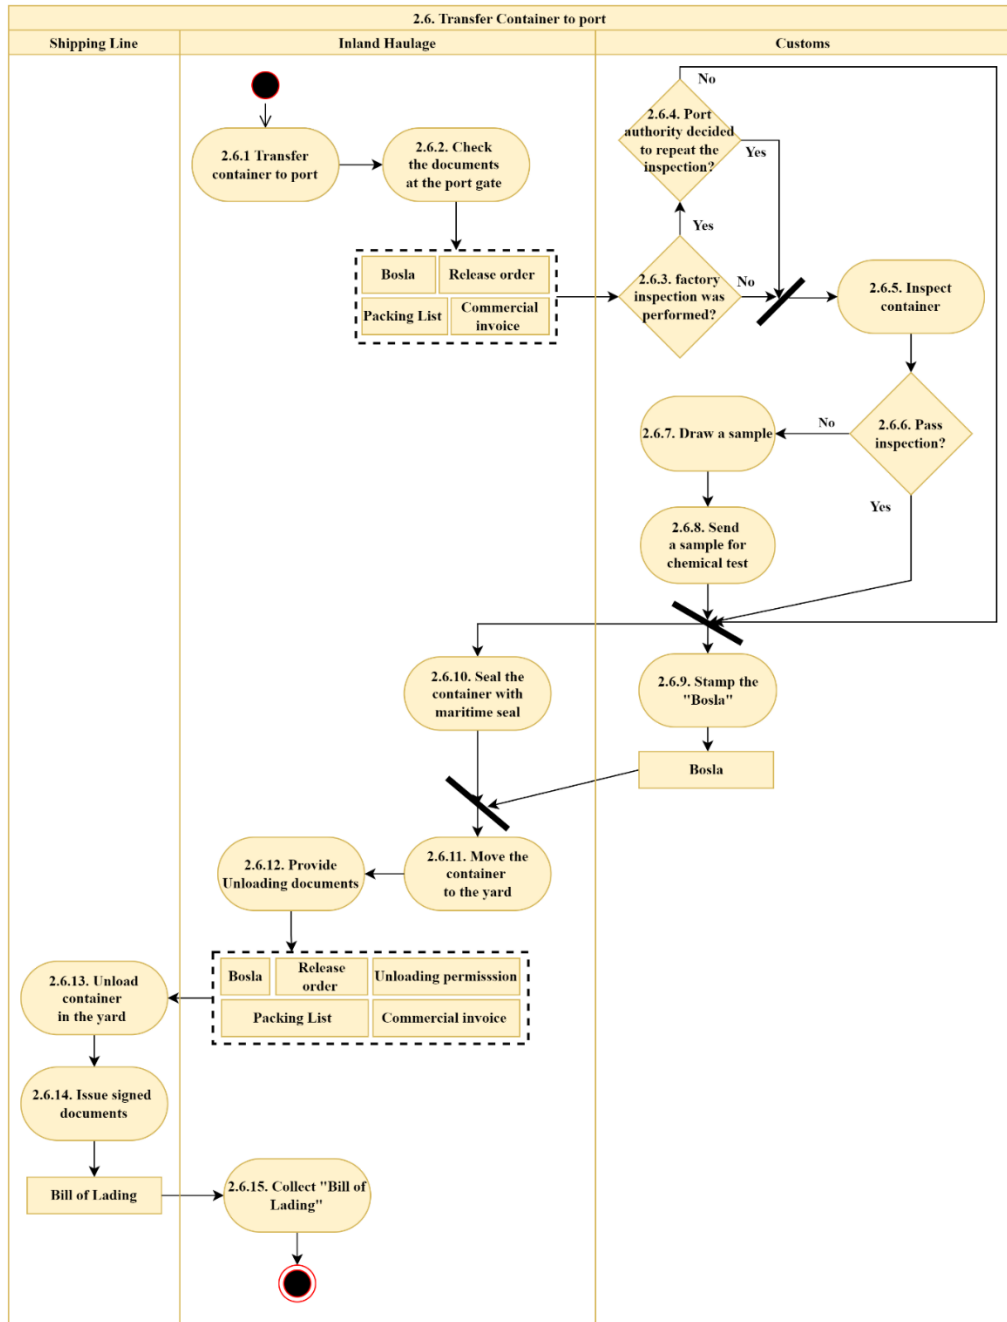 2.6. Transfer Container to port
Shipping Line
Inland Haulage
Customs
2.6.1 Transfer
container to port
2.6.2. Check
the documents
at the port gate
Bosla
Release order
Packing List
Commercial
invoice
2.6.3. factory
inspection was
performed?
Yes
No
2.6.4. Port
authority decided
to repeat the
inspection?
No
Yes
2.6.5. Inspect
container
2.6.6. Pass
inspection?
No
Yes
2.6.7. Draw a sample
2.6.8. Send
a sample for
chemical test
2.6.9. Stamp the
"Bosla"
Bosla
2.6.10. Seal the
container with
maritime seal
2.6.11. Move the
container
to the yard
2.6.12. Provide
Unloading documents
Bosla
Release
order
Unloading permisssion
Packing List
Commercial invoice
2.6.13. Unload
container
in the yard
2.6.14. Issue signed
documents
Bill of Lading
2.6.15. Collect "Bill of
Lading"